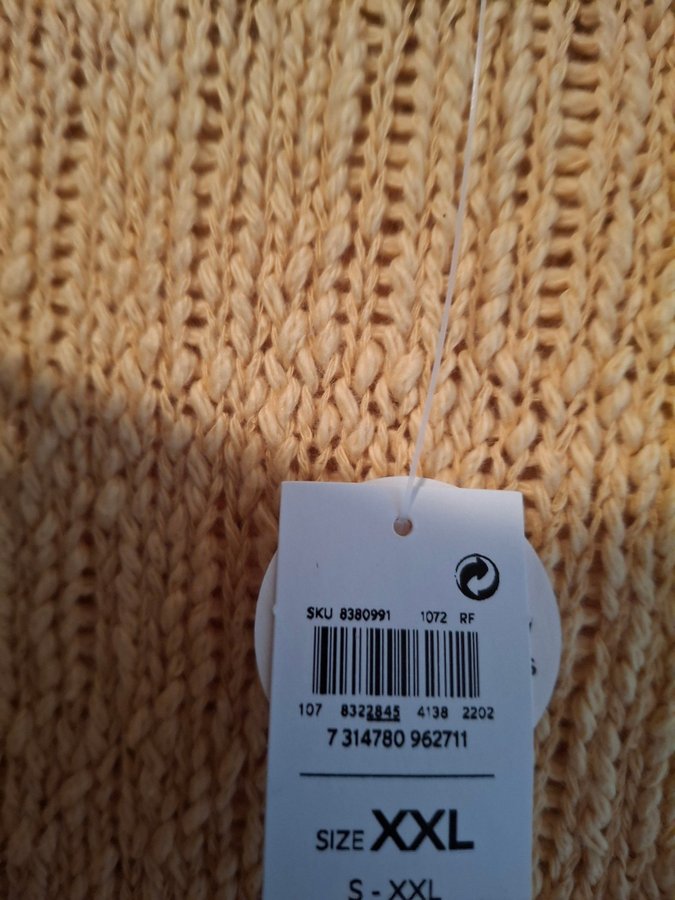 SKU 8380991 1072 RF
107 8322845 4138 2202
7 314780 962711
SIZE XXL
S - XXL